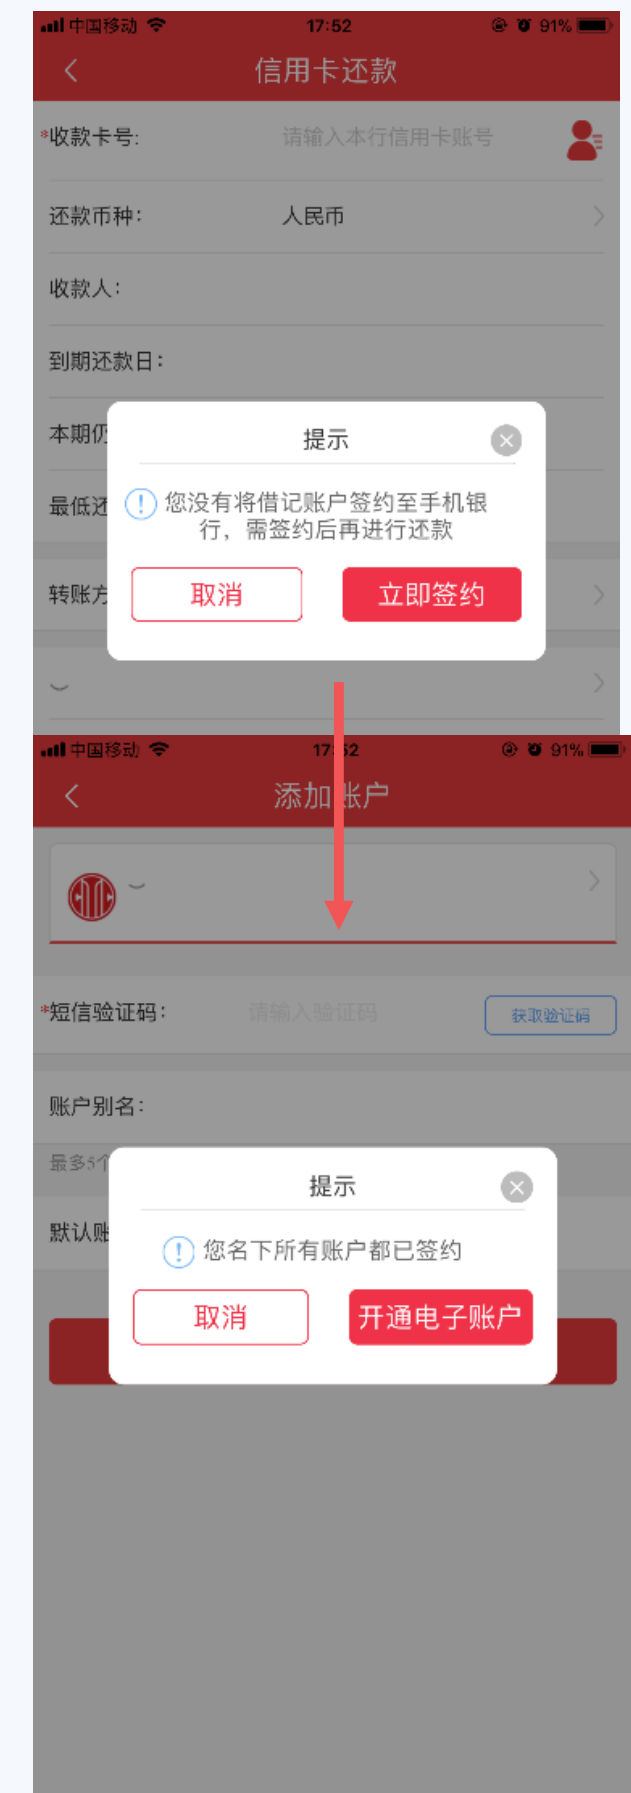 中国移动 17:52 91%
信用卡还款
*收款卡号: 请输入本行信用卡账号
还款币种: 人民币
收款人:
到期还款日:
本期仍
提示
最低还
您没有将借记账户签约至手机银
行，需签约后再进行还款
转账方
取消 立即签约
中国移动 17:52 91%
添加账户
*短信验证码: 请输入验证码 获取验证码
账户别名:
最多5个
提示
默认账
您名下所有账户都已签约
取消 开通电子账户